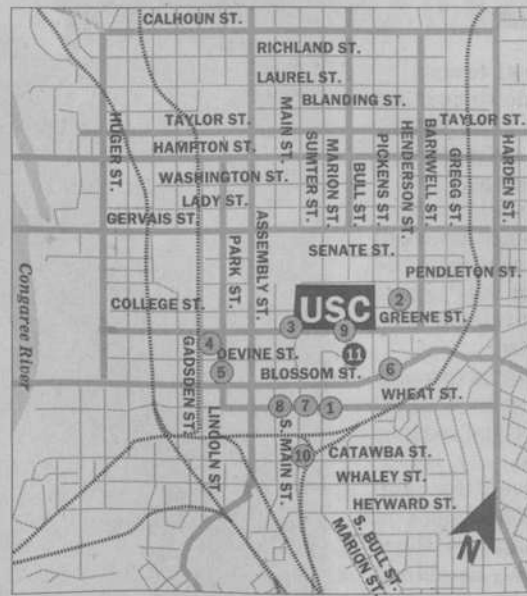 CALHOUN ST.
RICHLAND ST.
LAUREL ST.
BLANDING ST.
TAYLOR ST.
TAYLOR ST.
HAMPTON ST.
WASHINGTON ST.
LADY ST.
GERVAIS ST.
HUGER ST.
MAIN ST.
SUMTER ST.
MARION ST.
BULL ST.
PICKENS ST.
HENDERSON ST.
BARNWELL ST.
GREGG ST.
HARDEN ST.
PARK ST.
ASSEMBLY ST.
SENATE ST.
PENDLETON ST.
Congaree River
COLLEGE ST.
USC
2
GREENE ST.
3
9
4
DEVINE ST.
11
5
BLOSSOM ST.
6
GADSDEN ST.
WHEAT ST.
8
7
1
LINCOLN ST
S. MAIN ST.
10
CATAWBA ST.
WHALEY ST.
HEYWARD ST.
S. BULL ST.
MARION ST.
N